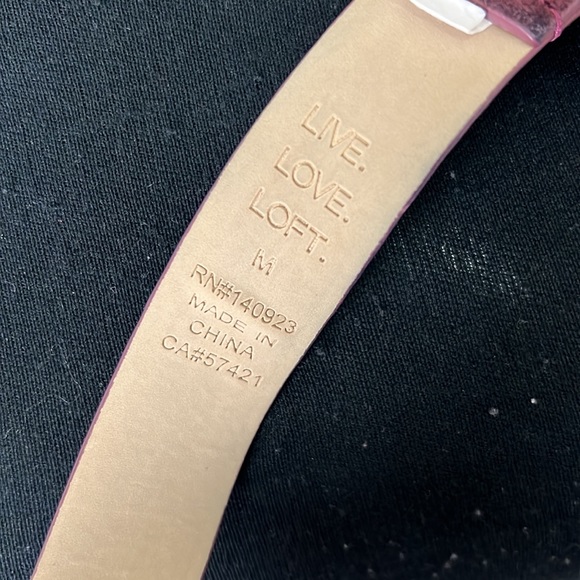 LIVE.
LOVE.
LOFT.
M
RN#140923
MADE IN
CHINA
CA#57421